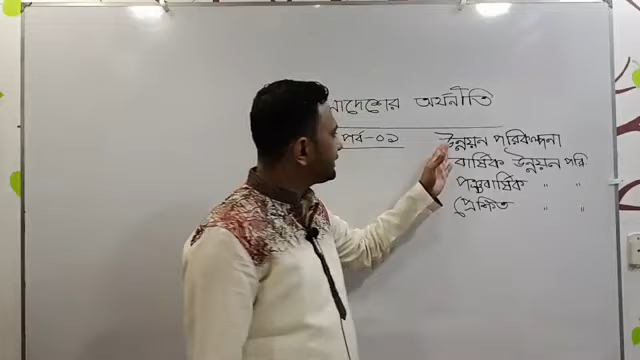 লাদেশের অর্থনীতি
পর্ব-০১
উন্নয়ন পরিকল্পনা
বার্ষিক উন্নয়ন পরি
পঞ্চবার্ষিক " "
প্রেক্ষিত " "